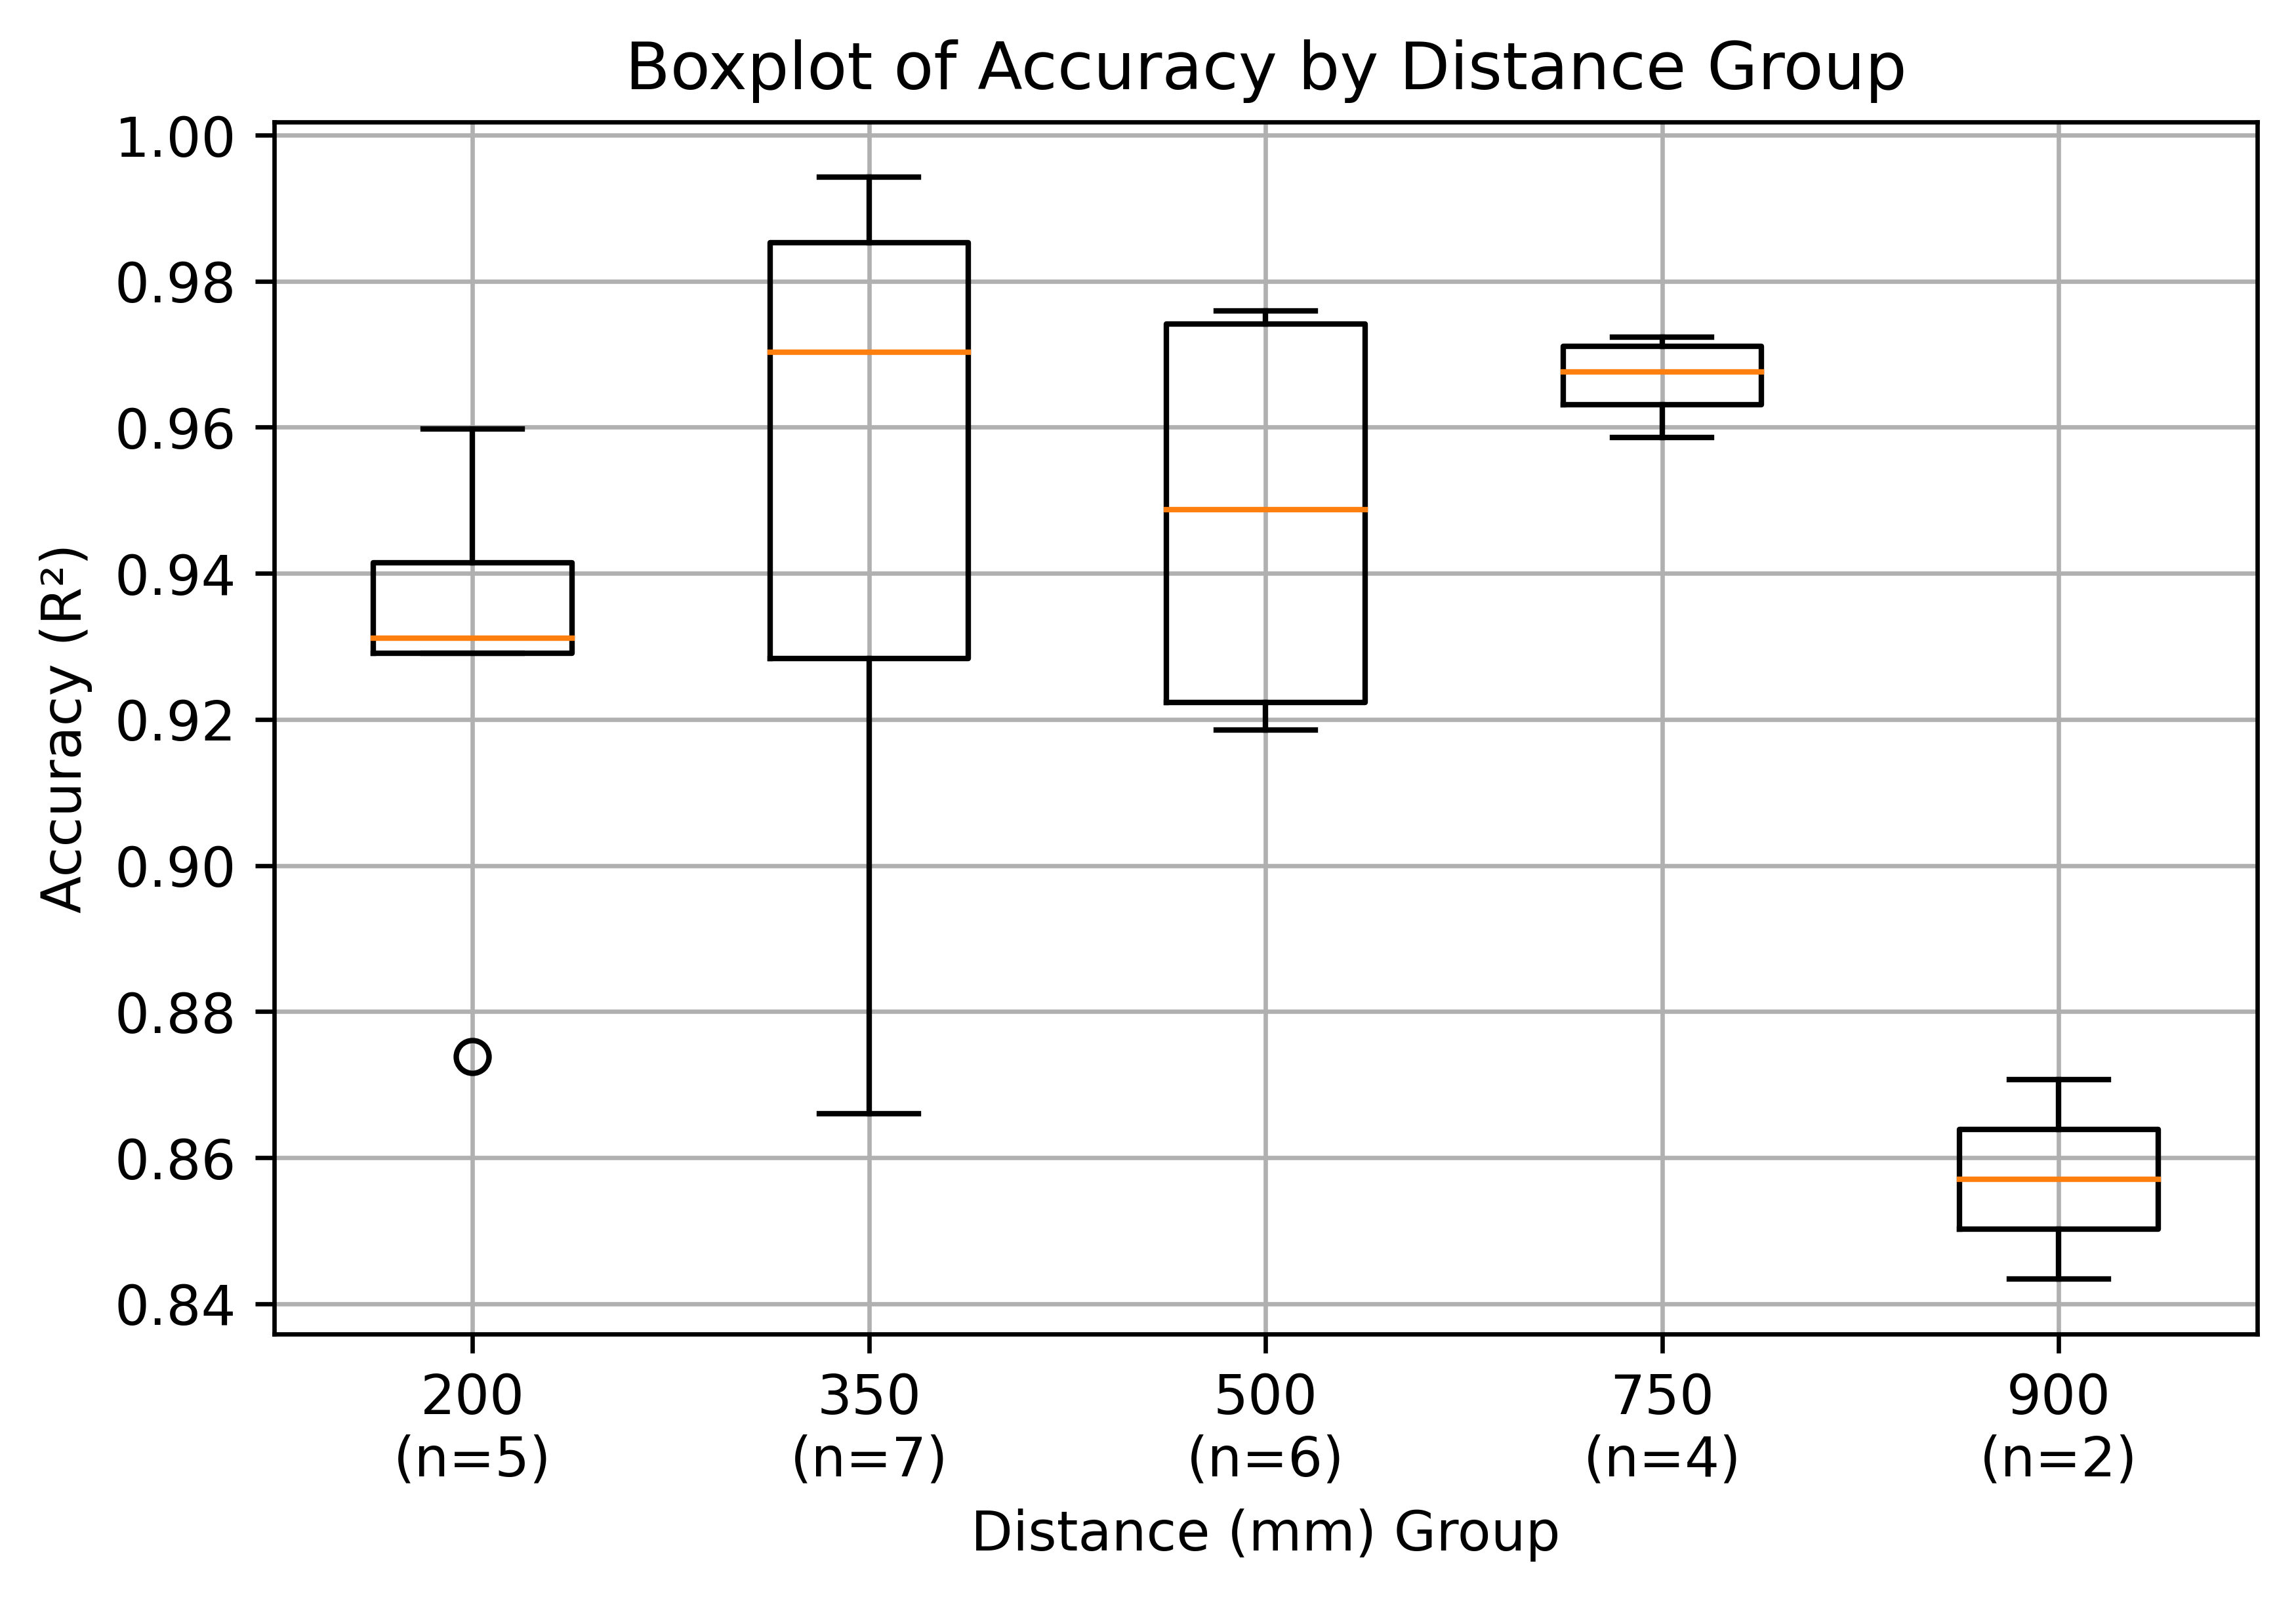 Boxplot of Accuracy by Distance Group
Accuracy (R²)
1.00
0.98
0.96
0.94
0.92
0.90
0.88
0.86
0.84
200
(n=5)
350
(n=7)
500
(n=6)
750
(n=4)
900
(n=2)
Distance (mm) Group